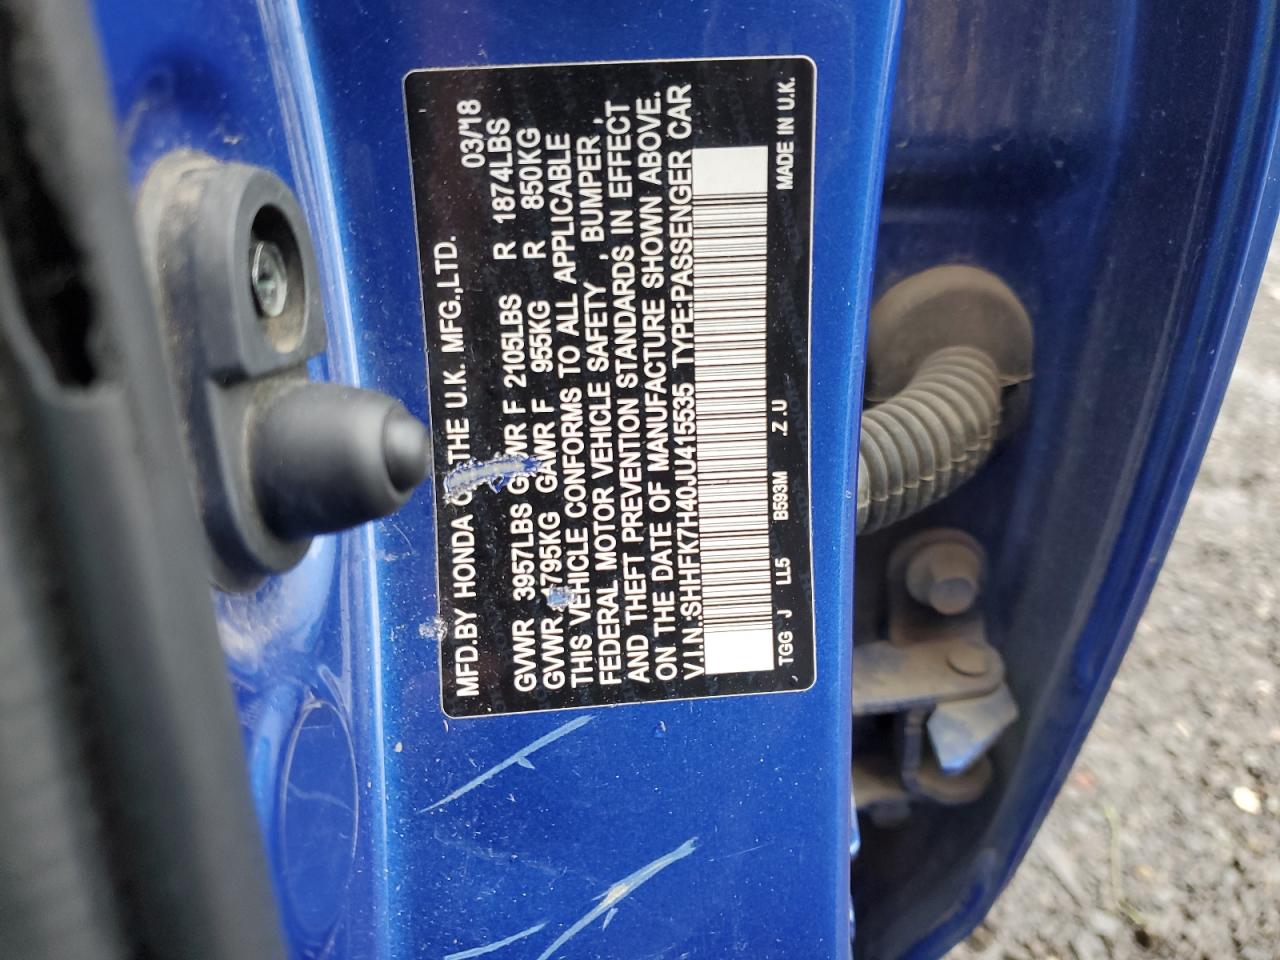 MFD.BY HONDA THE U.K. MFG.,LTD. 03/'18
GVWR 3957LBS GAWR F 2105LBS R 1874LBS
GVWR 1795KG GAWR F 955KG R 850KG
THIS VEHICLE CONFORMS TO ALL APPLICABLE
FEDERAL MOTOR VEHICLE SAFETY , BUMPER ,
AND THEFT PREVENTION STANDARDS IN EFFECT
ON THE DATE OF MANUFACTURE SHOWN ABOVE.
V.I.N.:SHHFK7H40JU415535 TYPE:PASSENGER CAR
TGG J LL5 B593M .Z .U MADE IN U.K.